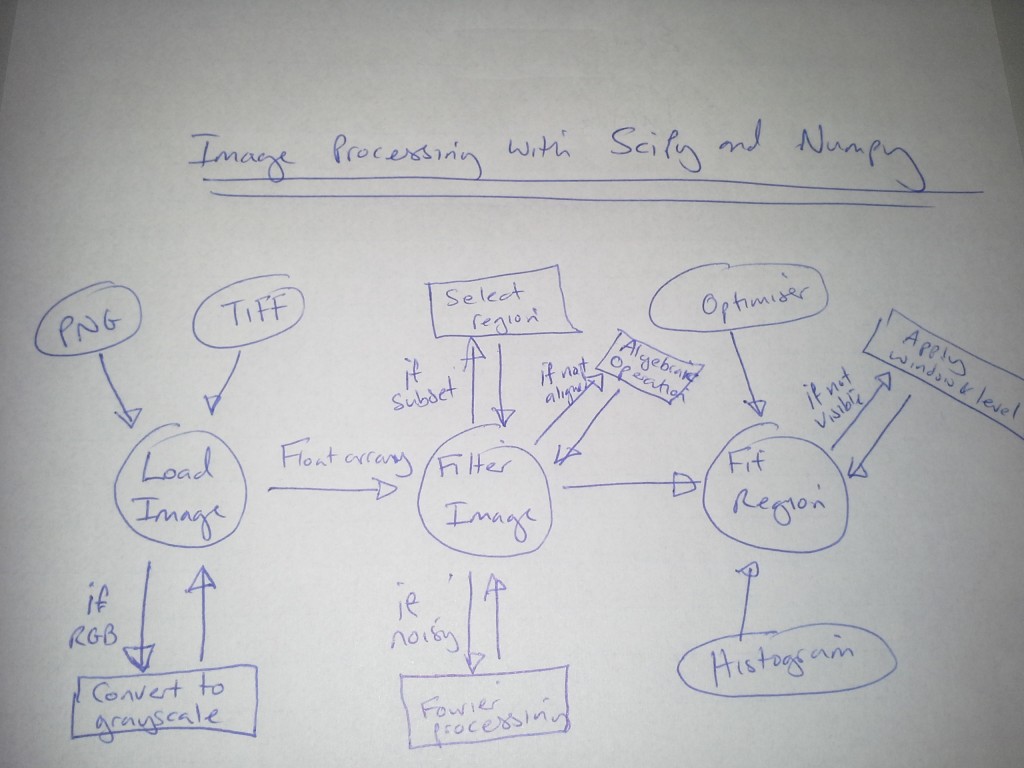 Image Processing with SciPy and Numpy
PNG
TIFF
Select
region
Optimiser
Apply
window & level
if
subset
if not
aligned
Algebraic
Operation
if not
visible
Load
Image
Float array
Filter
Image
Fit
Region
if
RGB
if
noisy
Convert to
grayscale
Fourier
processing
Histogram